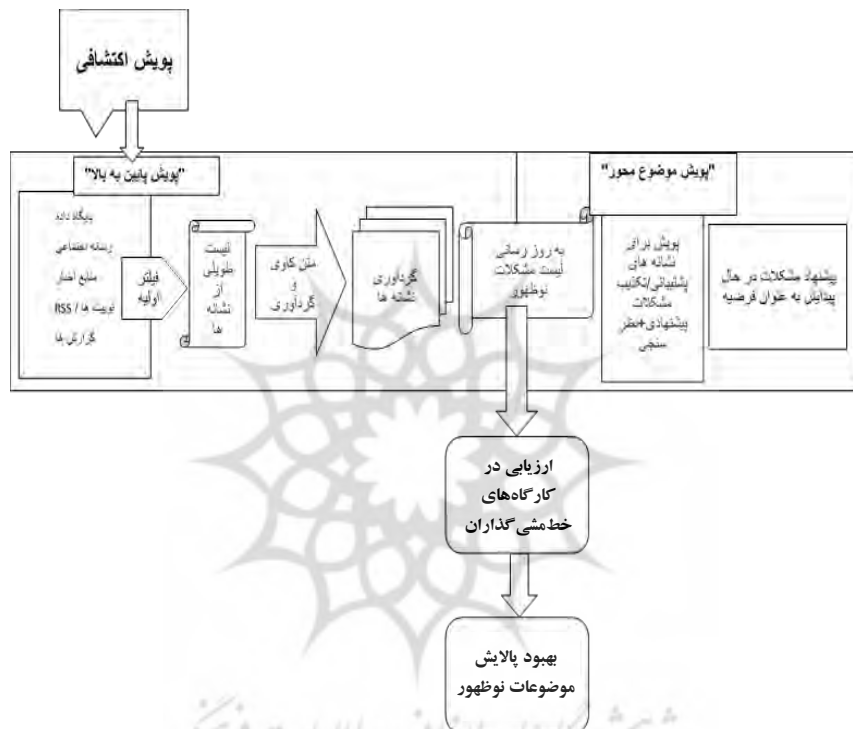 پویش اکتشافی
"پویش پایین به بالا"
پایگاه داده
رسانه اجتماعی
منابع اخبار
توییت ها / RSS
گزارش ها
فیلتر
اولیه
لیست
طویلی
از
نشانه
ها
متن کاوی
و
گردآوری
گردآوری
نشانه ها
به روز رسانی
لیست مشکلات
نوظهور
"پویش موضوع محور"
پویش برای
نشانه های
پشتیبانی/تکذیب
مشکلات
پیشنهادی+نظر
سنجی
پیشنهاد مشکلات در حال
پیدایش به عنوان فرضیه
ارزیابی در
کارگاه‌های
خط‌مشی‌گذاران
بهبود پالایش
موضوعات نوظهور